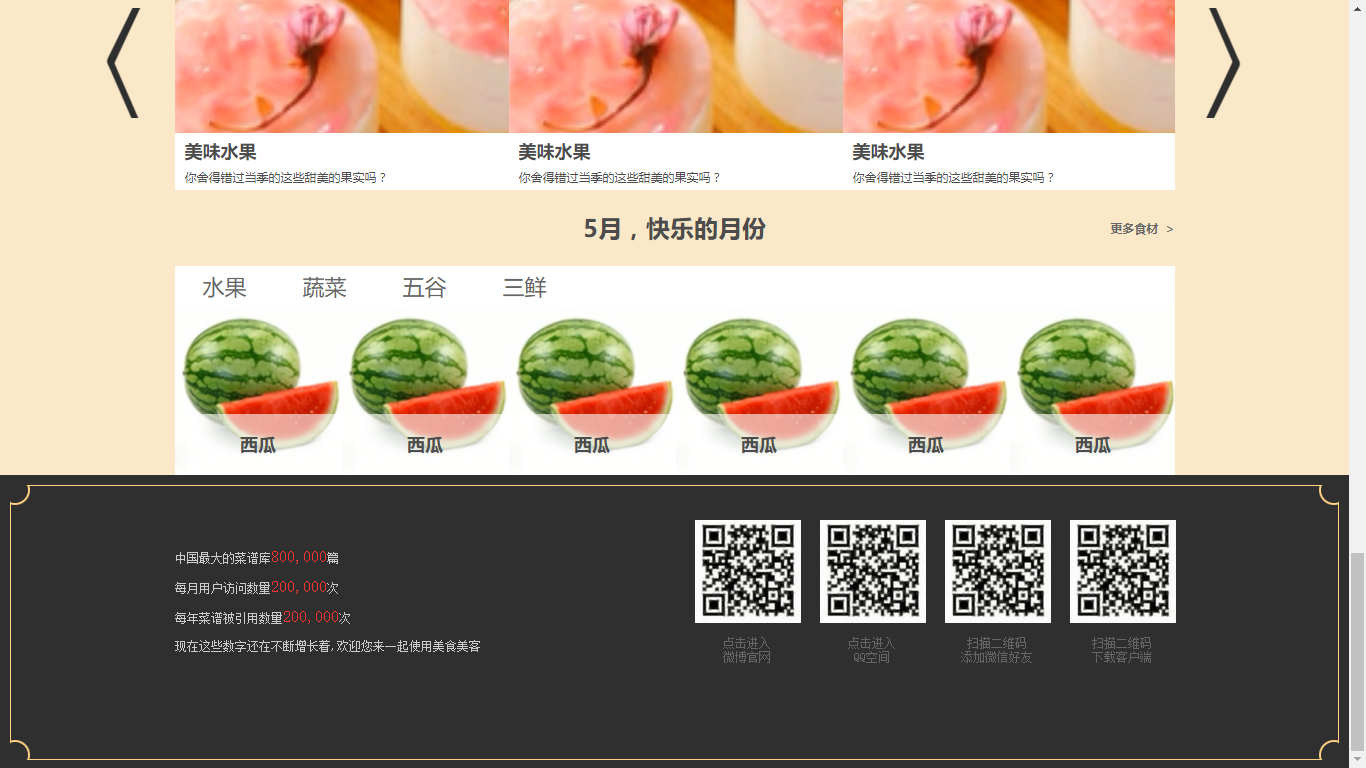 美味水果
你舍得错过当季的这些甜美的果实吗？
美味水果
你舍得错过当季的这些甜美的果实吗？
美味水果
你舍得错过当季的这些甜美的果实吗？
5月，快乐的月份
更多食材 >
水果 蔬菜 五谷 三鲜
西瓜 西瓜 西瓜 西瓜 西瓜 西瓜
中国最大的菜谱库800,000篇
每月用户访问数量200,000次
每年菜谱被引用数量200,000次
现在这些数字还在不断增长着,欢迎您来一起使用美食美客
点击进入
微博官网
点击进入
QQ空间
扫描二维码
添加微信好友
扫描二维码
下载客户端